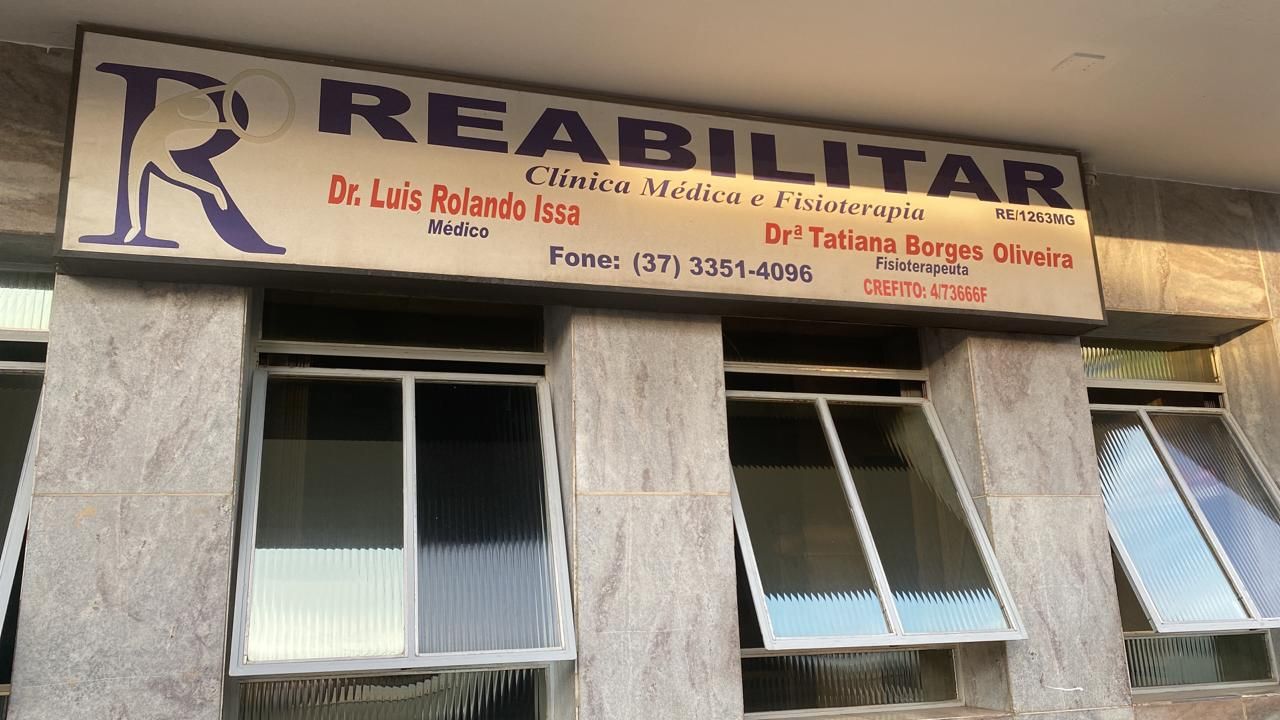 R REABILITAR
Clínica Médica e Fisioterapia
RE/1263MG
Dr. Luis Rolando Issa
Médico
Drª Tatiana Borges Oliveira
Fisioterapeuta
CREFITO: 4/73666F
Fone: (37) 3351-4096